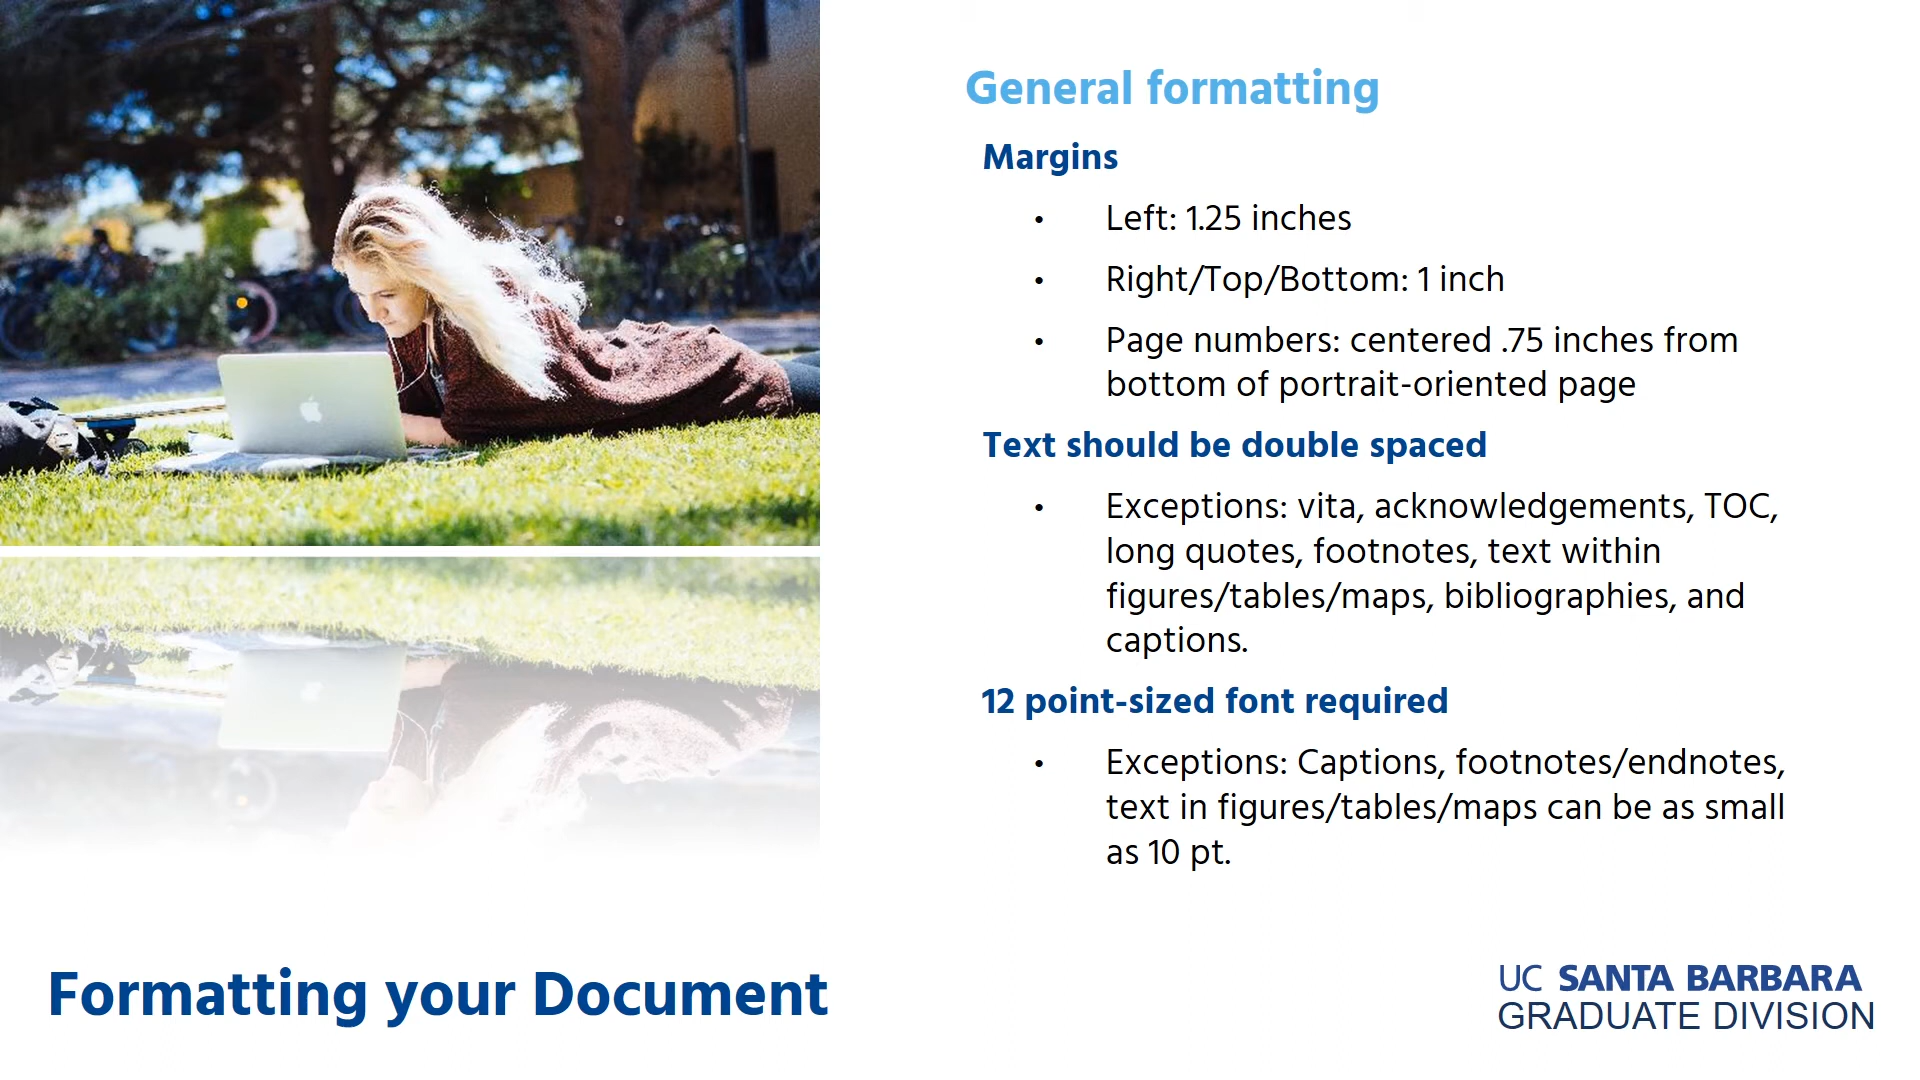 General formatting
Margins
• Left: 1.25 inches
• Right/Top/Bottom: 1 inch
• Page numbers: centered .75 inches from
bottom of portrait-oriented page
Text should be double spaced
• Exceptions: vita, acknowledgements, TOC,
long quotes, footnotes, text within
figures/tables/maps, bibliographies, and
captions.
12 point-sized font required
• Exceptions: Captions, footnotes/endnotes,
text in figures/tables/maps can be as small
as 10 pt.
Formatting your Document
UC SANTA BARBARA
GRADUATE DIVISION